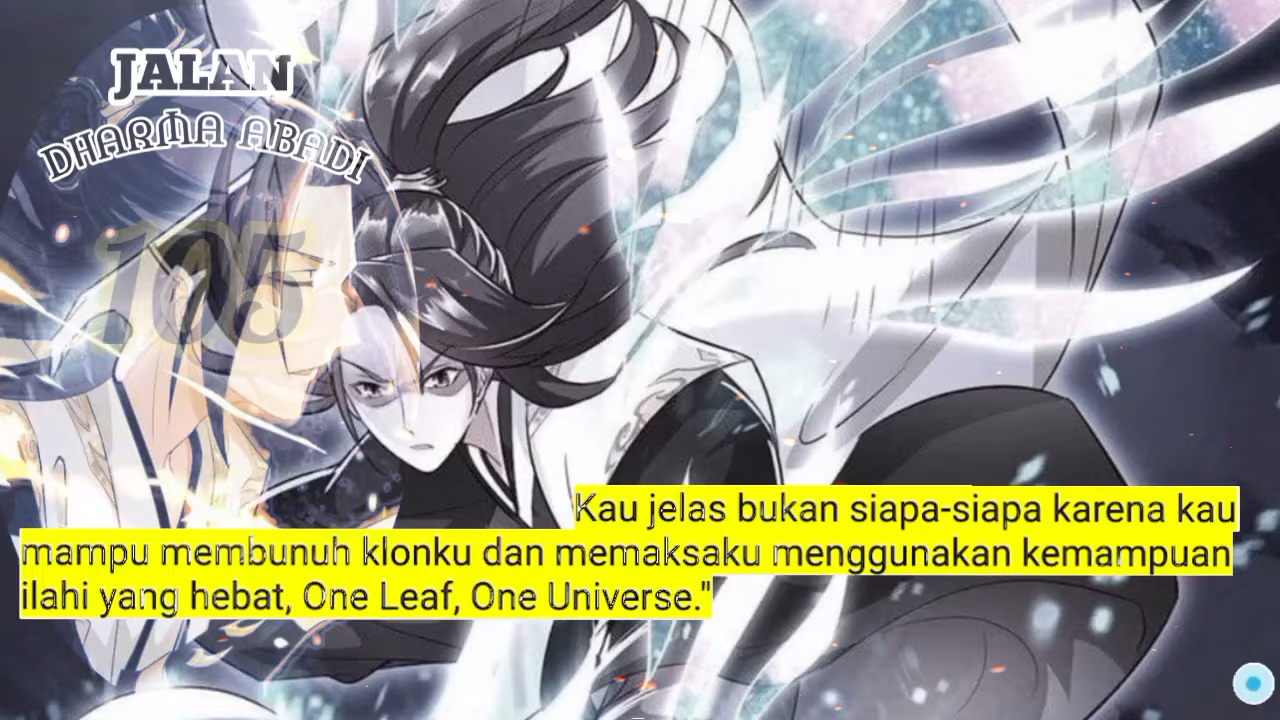 JALAN
DHARMA ABADI
105
Kau jelas bukan siapa-siapa karena kau
mampu membunuh klonku dan memaksaku menggunakan kemampuan
ilahi yang hebat, One Leaf, One Universe."